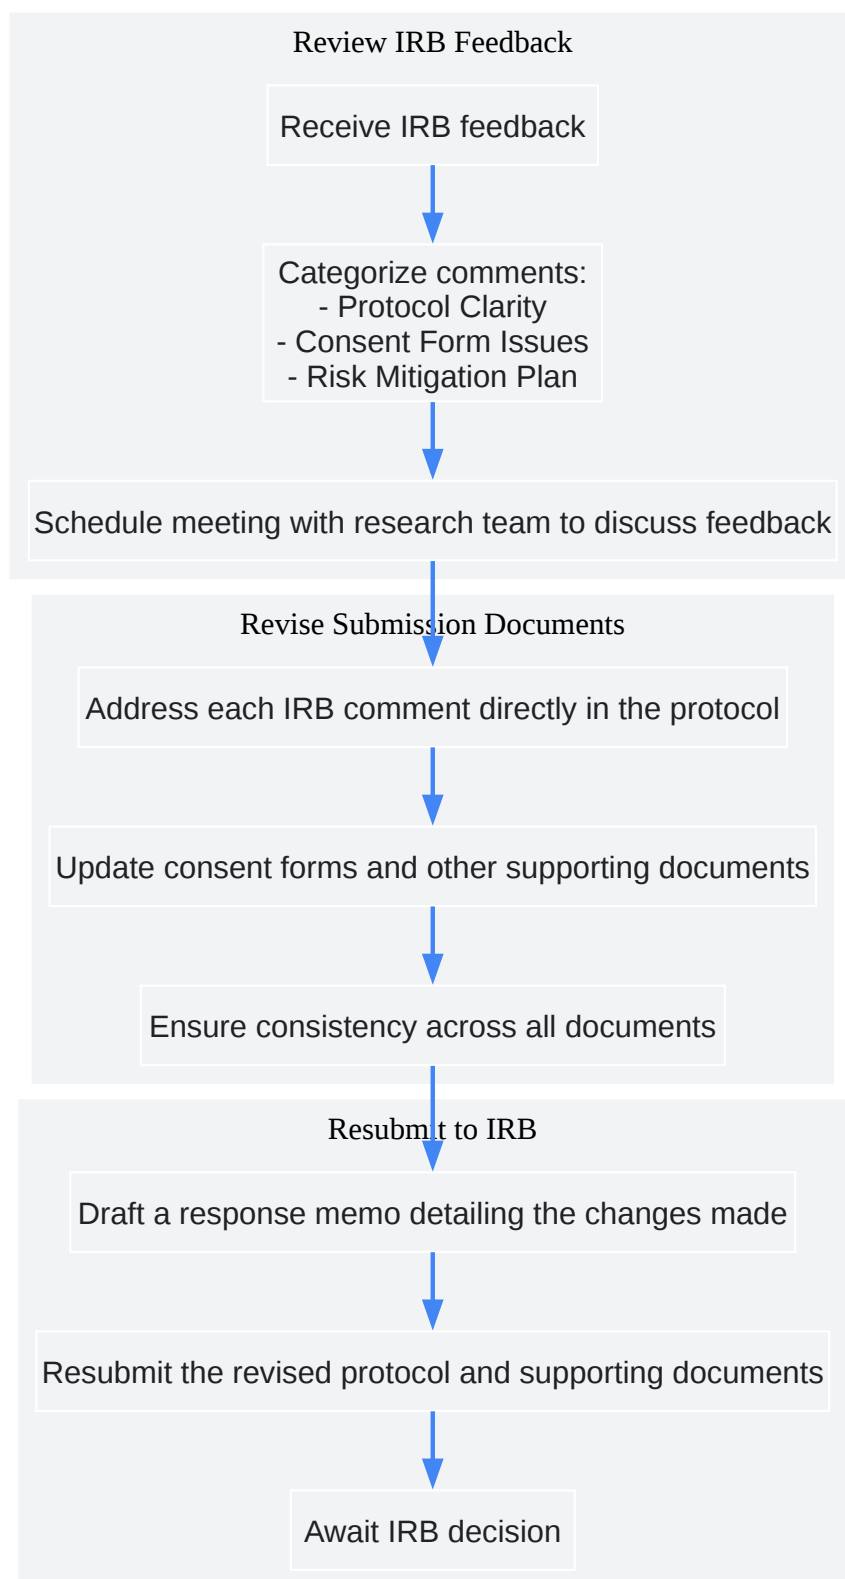 Review IRB Feedback
Receive IRB feedback
Categorize comments:
- Protocol Clarity
- Consent Form Issues
- Risk Mitigation Plan
Schedule meeting with research team to discuss feedback
Revise Submission Documents
Address each IRB comment directly in the protocol
Update consent forms and other supporting documents
Ensure consistency across all documents
Resubmit to IRB
Draft a response memo detailing the changes made
Resubmit the revised protocol and supporting documents
Await IRB decision